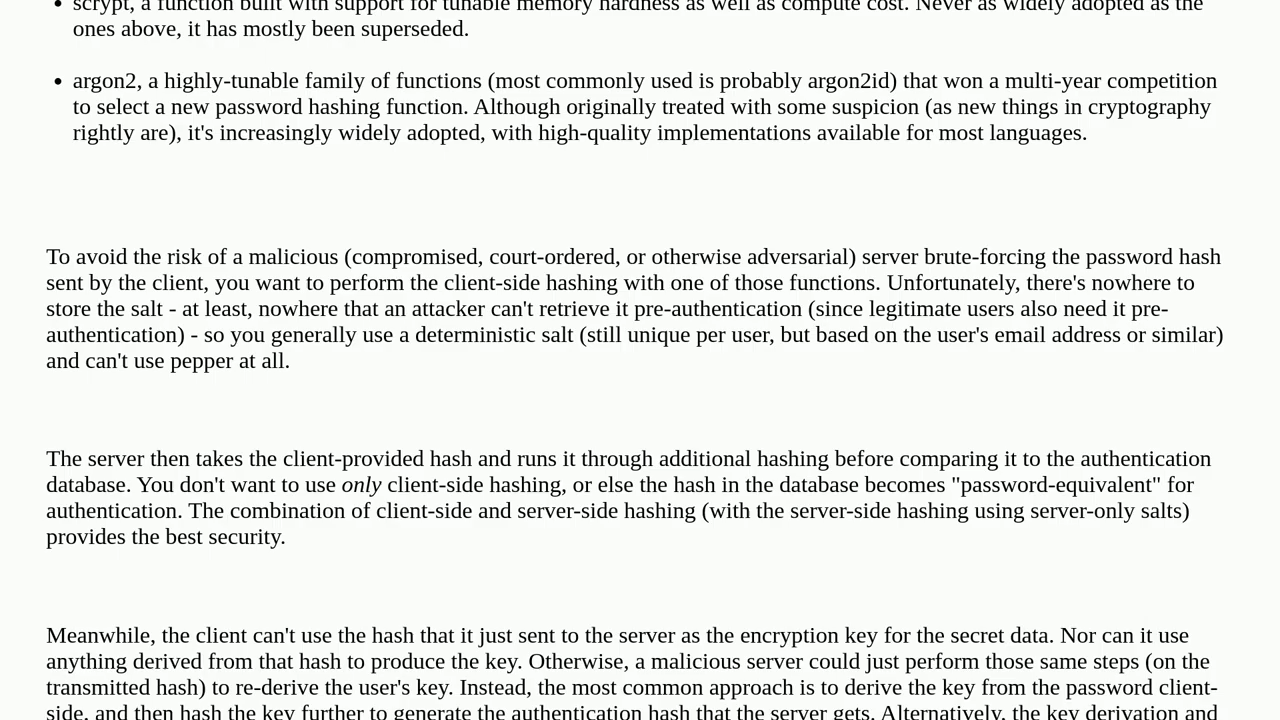 scrypt, a function built with support for tunable memory hardness as well as compute cost. Never as widely adopted as the
ones above, it has mostly been superseded.
argon2, a highly-tunable family of functions (most commonly used is probably argon2id) that won a multi-year competition
to select a new password hashing function. Although originally treated with some suspicion (as new things in cryptography
rightly are), it's increasingly widely adopted, with high-quality implementations available for most languages.
To avoid the risk of a malicious (compromised, court-ordered, or otherwise adversarial) server brute-forcing the password hash
sent by the client, you want to perform the client-side hashing with one of those functions. Unfortunately, there's nowhere to
store the salt - at least, nowhere that an attacker can't retrieve it pre-authentication (since legitimate users also need it pre-
authentication) - so you generally use a deterministic salt (still unique per user, but based on the user's email address or similar)
and can't use pepper at all.
The server then takes the client-provided hash and runs it through additional hashing before comparing it to the authentication
database. You don't want to use only client-side hashing, or else the hash in the database becomes "password-equivalent" for
authentication. The combination of client-side and server-side hashing (with the server-side hashing using server-only salts)
provides the best security.
Meanwhile, the client can't use the hash that it just sent to the server as the encryption key for the secret data. Nor can it use
anything derived from that hash to produce the key. Otherwise, a malicious server could just perform those same steps (on the
transmitted hash) to re-derive the user's key. Instead, the most common approach is to derive the key from the password client-
side, and then hash the key further to generate the authentication hash that the server gets. Alternatively, the key derivation and